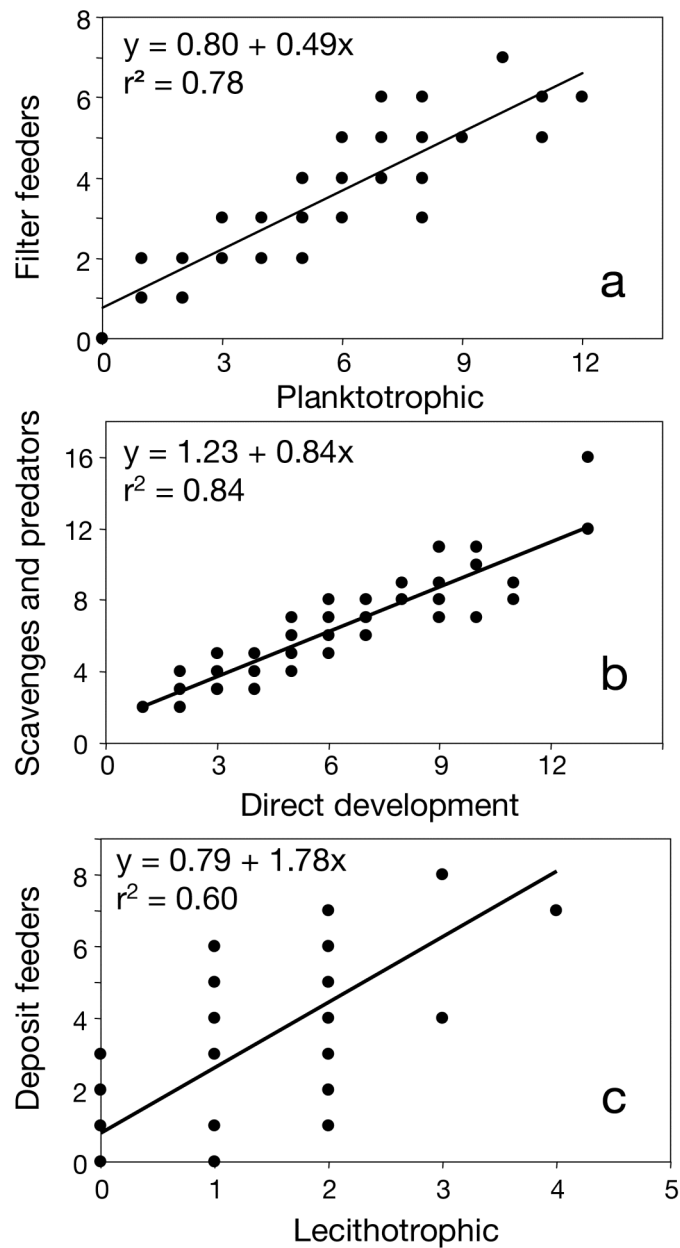 8
y = 0.80 + 0.49x
r² = 0.78
6
4
2
0
Filter feeders
a
0 3 6 9 12
Planktotrophic
y = 1.23 + 0.84x
r² = 0.84
16
12
8
4
0
Scavenges and predators
b
0 3 6 9 12
Direct development
y = 0.79 + 1.78x
r² = 0.60
8
6
4
2
0
Deposit feeders
c
0 1 2 3 4 5
Lecithotrophic